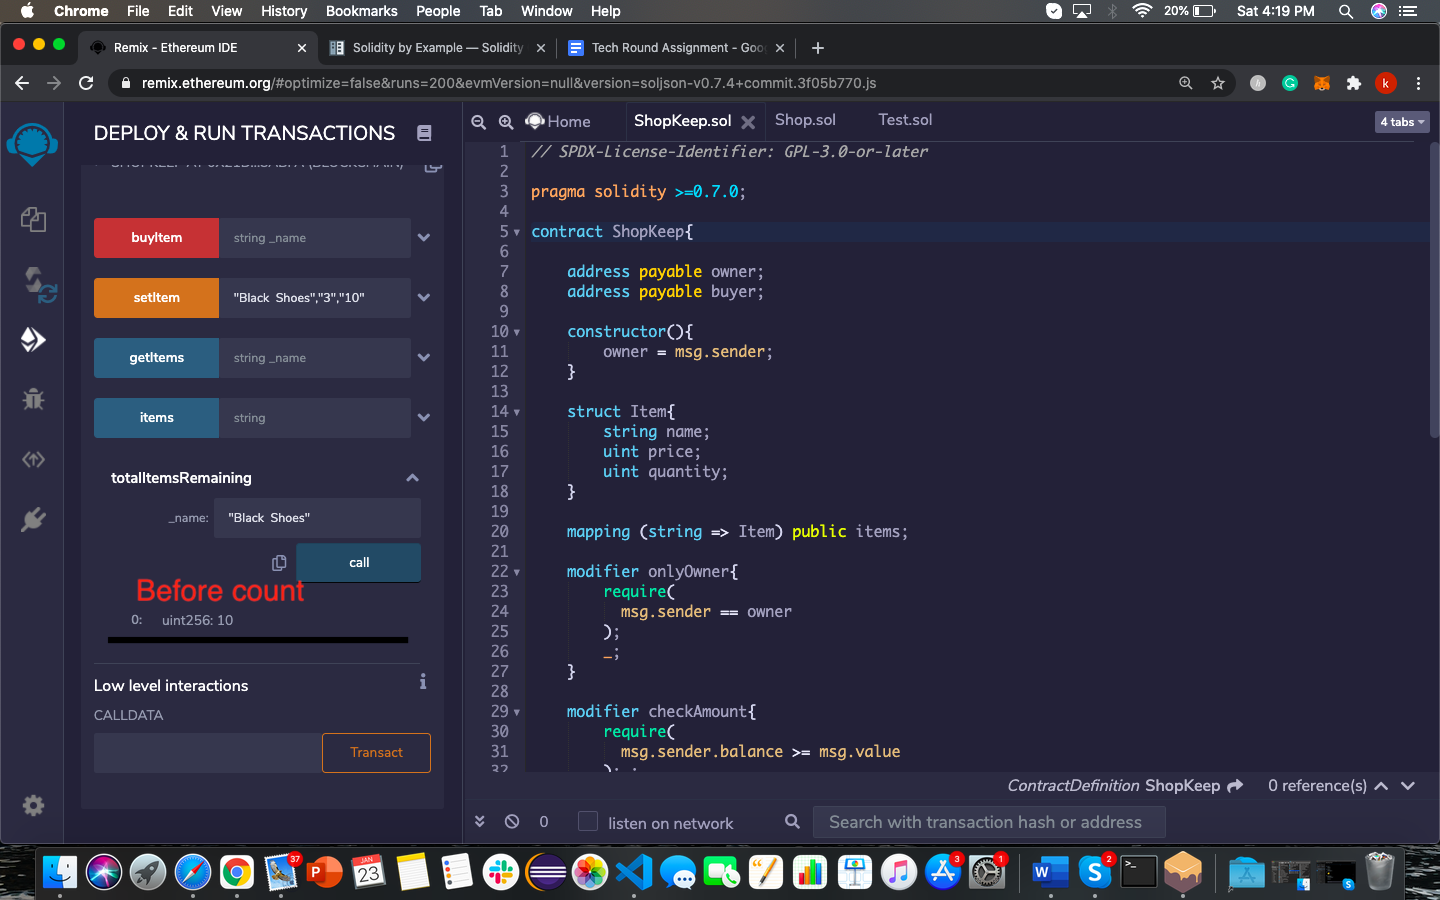 Chrome File Edit View History Bookmarks People Tab Window Help 20% Sat 4:19 PM
Remix - Ethereum IDE Solidity by Example — Solidity Tech Round Assignment - Goo
remix.ethereum.org/#optimize=false&runs=200&evmVersion=null&version=soljson-v0.7.4+commit.3f05b770.js k
DEPLOY & RUN TRANSACTIONS
(BLOCKCHAIN)
buyItem string _name
setItem "Black Shoes","3","10"
getItems string _name
items string
totalItemsRemaining
_name: "Black Shoes"
call
Before count
0: uint256: 10
Low level interactions i
CALLDATA
Transact
Home ShopKeep.sol Shop.sol Test.sol 4 tabs
1 // SPDX-License-Identifier: GPL-3.0-or-later
2
3 pragma solidity >=0.7.0;
4
5 contract ShopKeep{
6
7 address payable owner;
8 address payable buyer;
9
10 constructor(){
11 owner = msg.sender;
12 }
13
14 struct Item{
15 string name;
16 uint price;
17 uint quantity;
18 }
19
20 mapping (string => Item) public items;
21
22 modifier onlyOwner{
23 require(
24 msg.sender == owner
25 );
26 _;
27 }
28
29 modifier checkAmount{
30 require(
31 msg.sender.balance >= msg.value
32
ContractDefinition ShopKeep 0 reference(s)
0 listen on network Search with transaction hash or address
37 P JAN 23 3 1 W S 2 >_ S